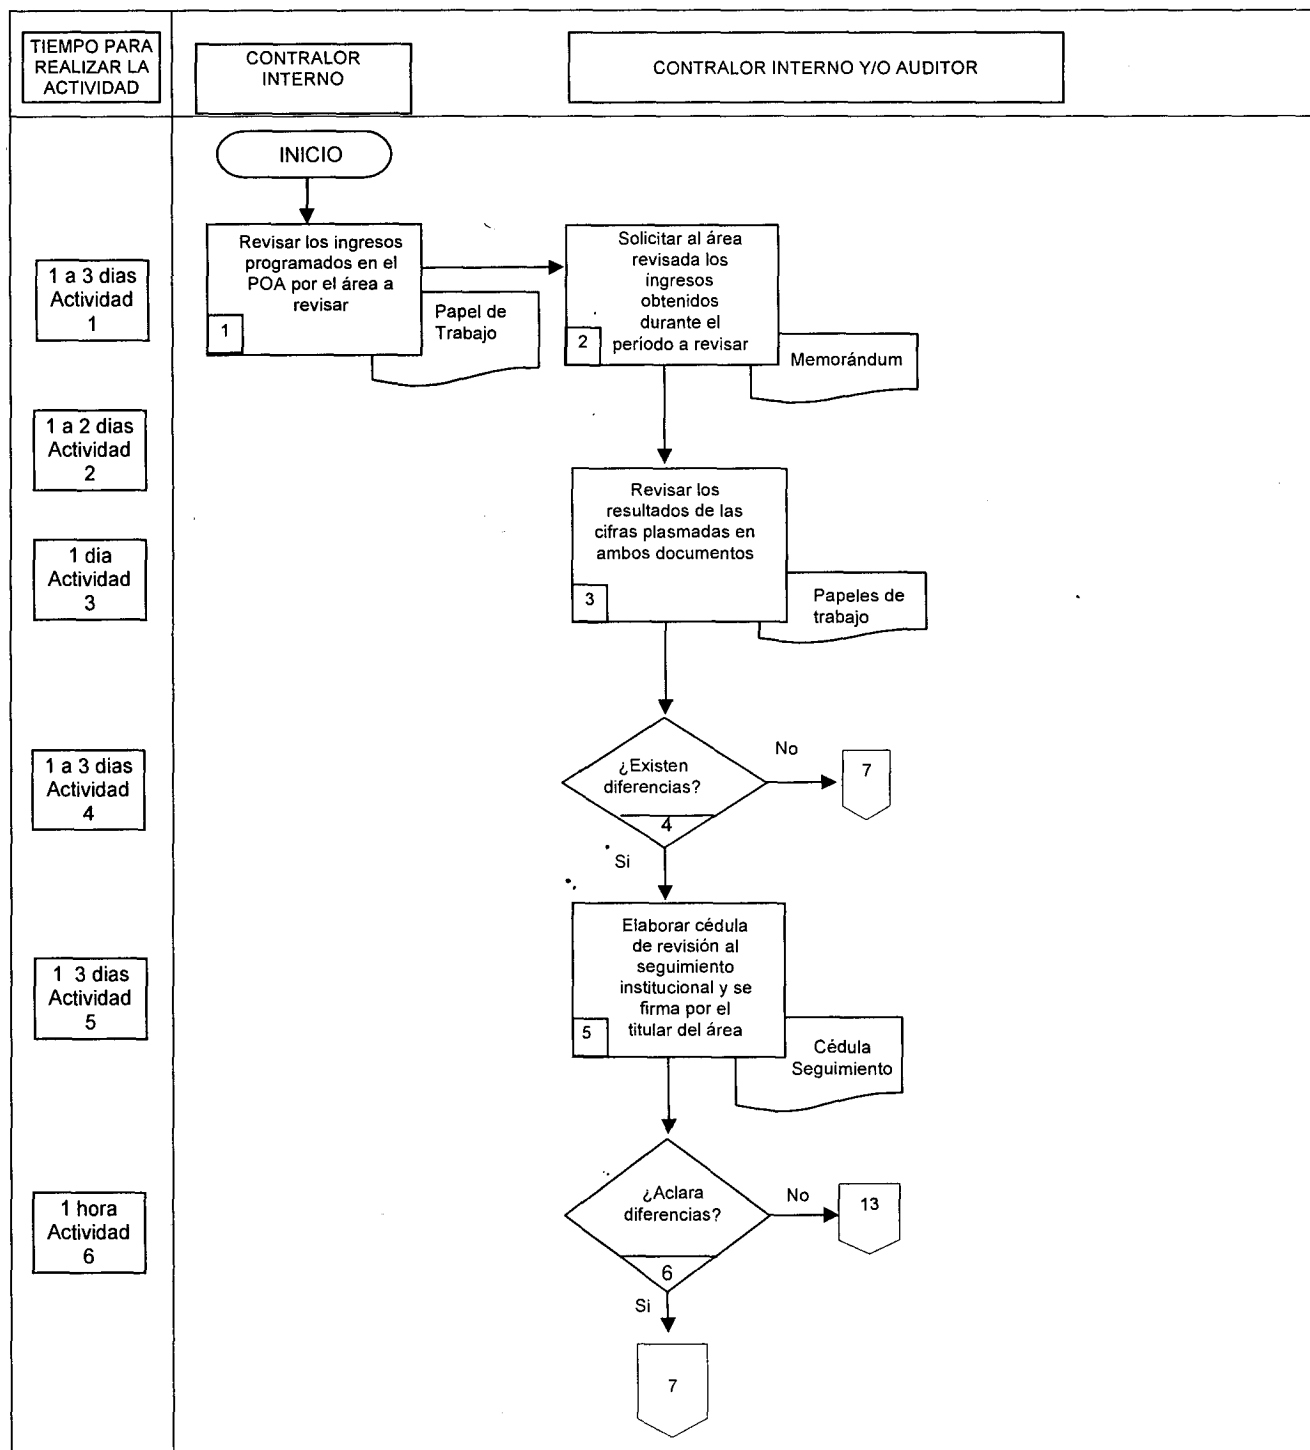 TIEMPO PARA
REALIZAR LA
ACTIVIDAD
CONTRALOR
INTERNO
CONTRALOR INTERNO Y/O AUDITOR
INICIO
1 a 3 dias
Actividad
1
Revisar los ingresos
programados en el
POA por el área a
revisar
1
Papel de
Trabajo
Solicitar al área
revisada los
ingresos
obtenidos
durante el
período a revisar
2
Memorándum
1 a 2 dias
Actividad
2
Revisar los
resultados de las
cifras plasmadas en
ambos documentos
3
Papeles de
trabajo
1 dia
Actividad
3
1 a 3 dias
Actividad
4
¿Existen
diferencias?
4
No
7
Si
1 3 dias
Actividad
5
Elaborar cédula
de revisión al
seguimiento
institucional y se
firma por el
titular del área
5
Cédula
Seguimiento
1 hora
Actividad
6
¿Aclara
diferencias?
6
No
13
Si
7